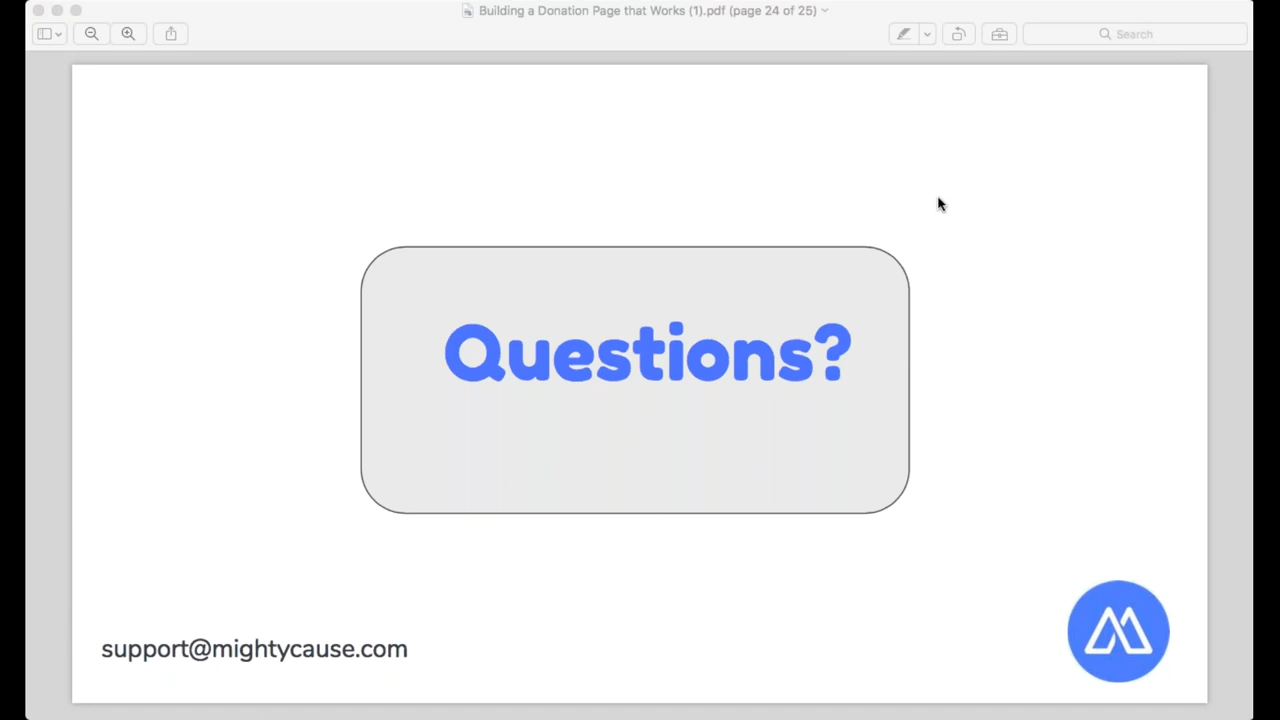 Building a Donation Page that Works (1).pdf (page 24 of 25)
Search
Questions?
support@mightycause.com